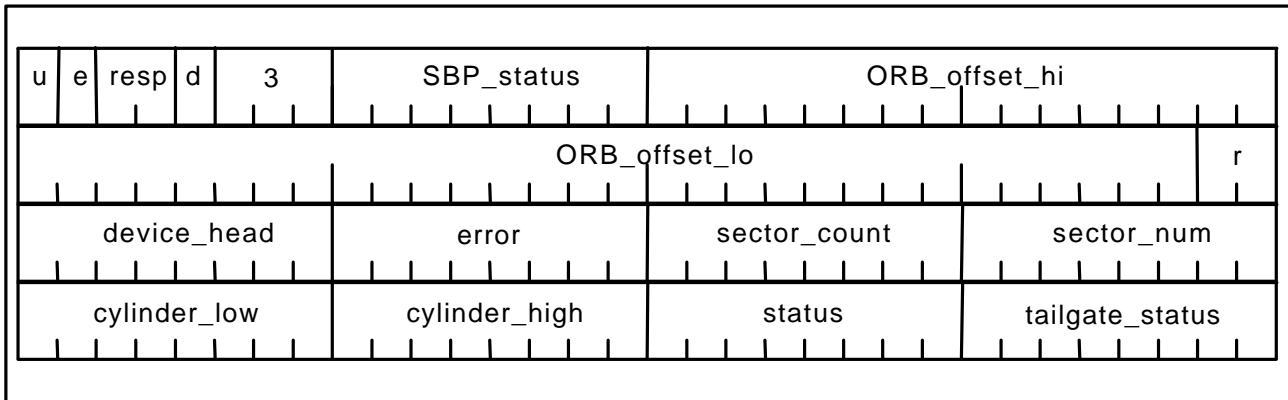 u e resp d 3 SBP_status ORB_offset_hi
ORB_offset_lo r
device_head error sector_count sector_num
cylinder_low cylinder_high status tailgate_status